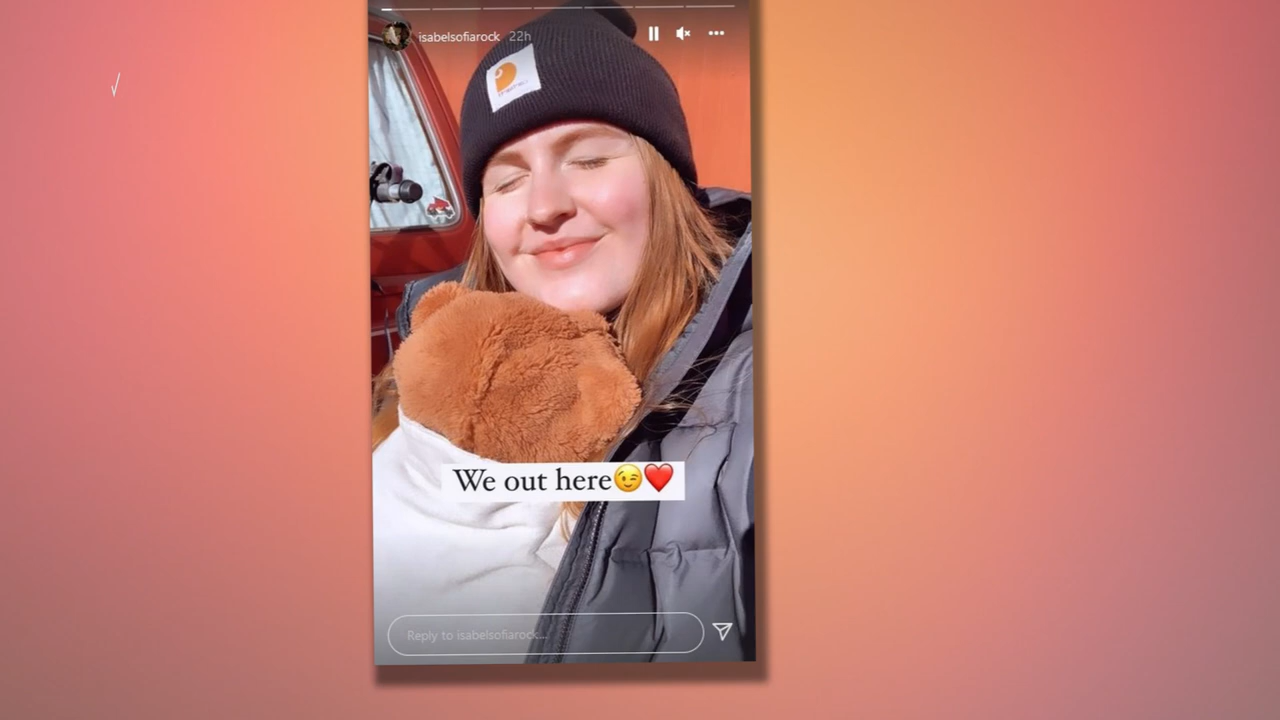 isabelsofiarock 22h
We out here😉❤️
Reply to isabelsofiarock...